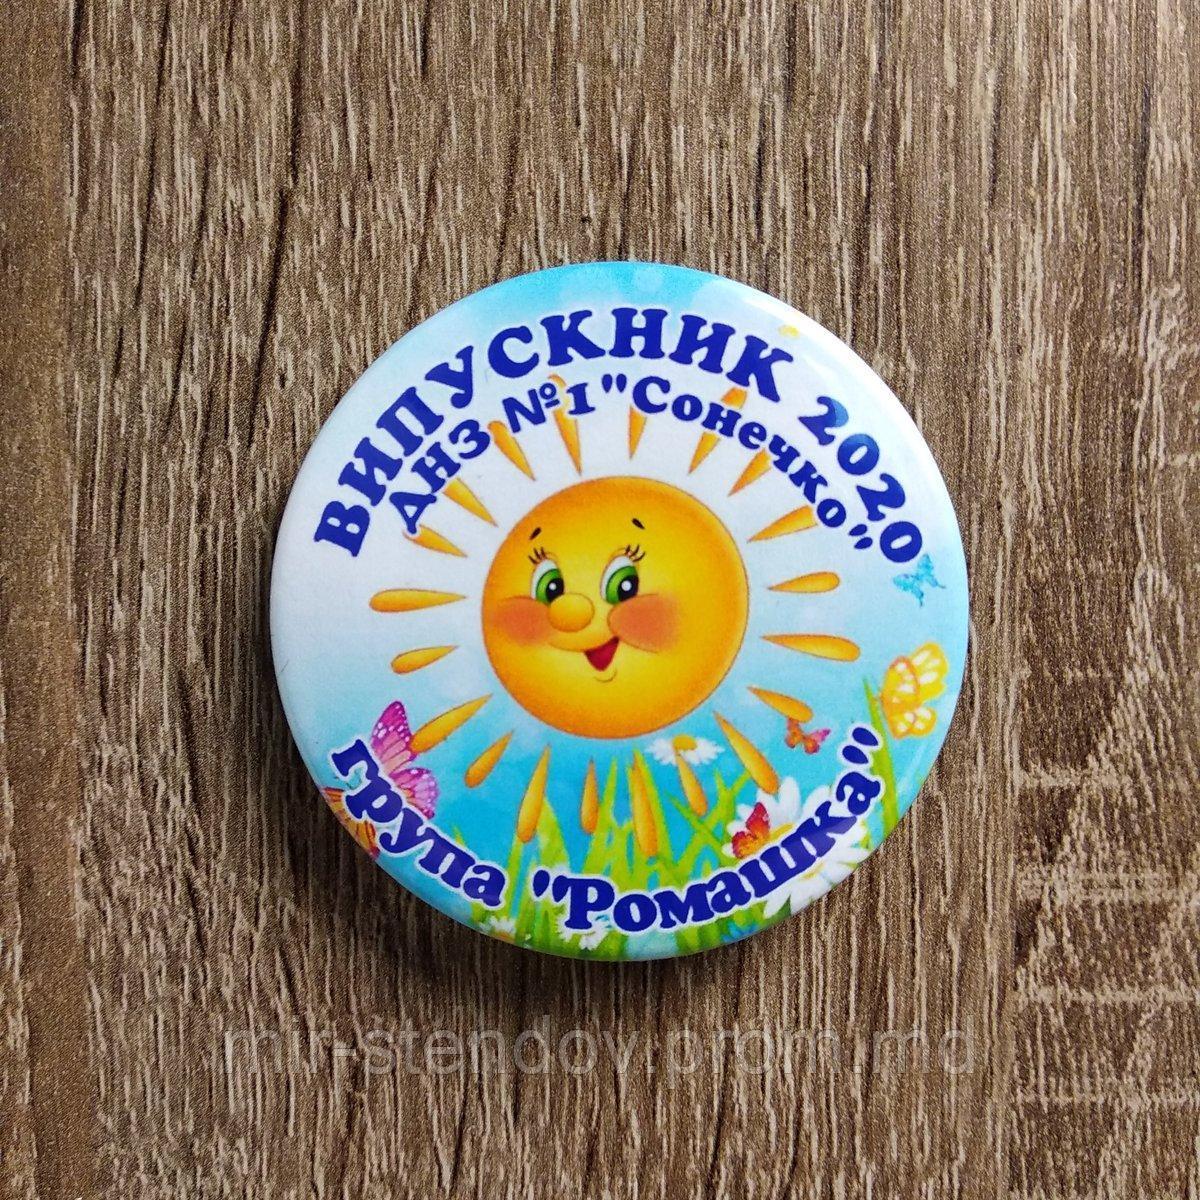 ВИПУСКНИК 2020
ДНЗ №1 "Сонечко"
група "Ромашка"
mir-stendov.prom.md